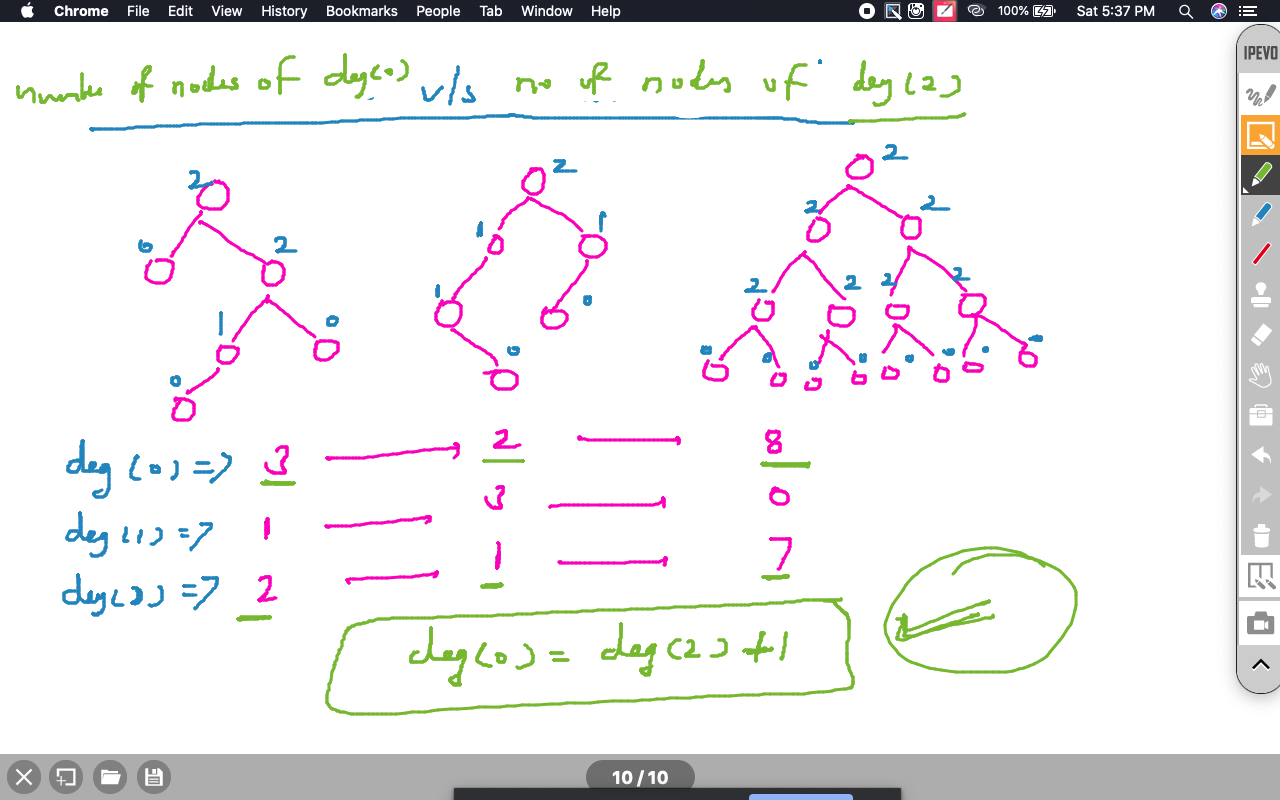 Chrome File Edit View History Bookmarks People Tab Window Help 100% Sat 5:37 PM
IPEVO
number of nodes of deg(0) v/s no of nodes of deg(2)
2 2 2
2 2
0 2 1 1
2 2 2 2
1 0 1 0
0 0 0 0 0 0 0 0 0 0
deg(0) => 3 2 8
deg(1) => 1 3 0
deg(2) => 2 1 7
deg(0) = deg(2) + 1
10 / 10